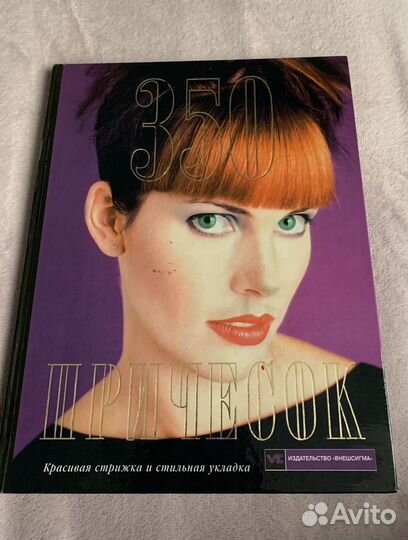 350
ПРИЧЕСОК
Красивая стрижка и стильная укладка
ИЗДАТЕЛЬСТВО «ВНЕШСИГМА»
Avito